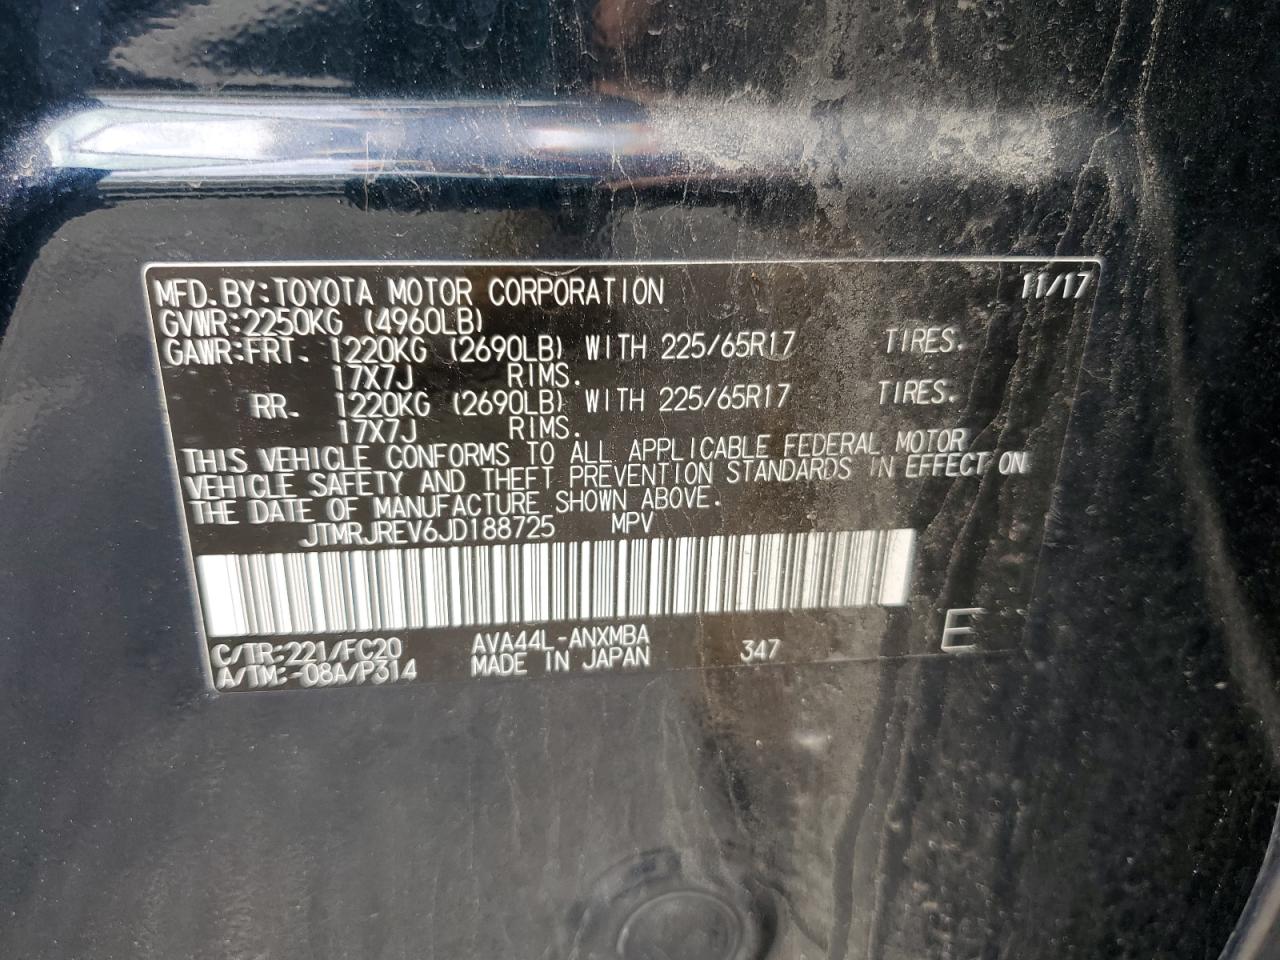 MFD. BY: TOYOTA MOTOR CORPORATION 11/17
GVWR: 2250KG (4960LB)
GAWR: FRT. 1220KG (2690LB) WITH 225/65R17 TIRES.
17X7J RIMS.
RR. 1220KG (2690LB) WITH 225/65R17 TIRES.
17X7J RIMS.
THIS VEHICLE CONFORMS TO ALL APPLICABLE FEDERAL MOTOR
VEHICLE SAFETY AND THEFT PREVENTION STANDARDS IN EFFECT ON
THE DATE OF MANUFACTURE SHOWN ABOVE.
JTMRJREV6JD188725 MPV
C/TR: 221/FC20 AVA44L-ANXMBA 347 E
A/TM: -08A/P314 MADE IN JAPAN